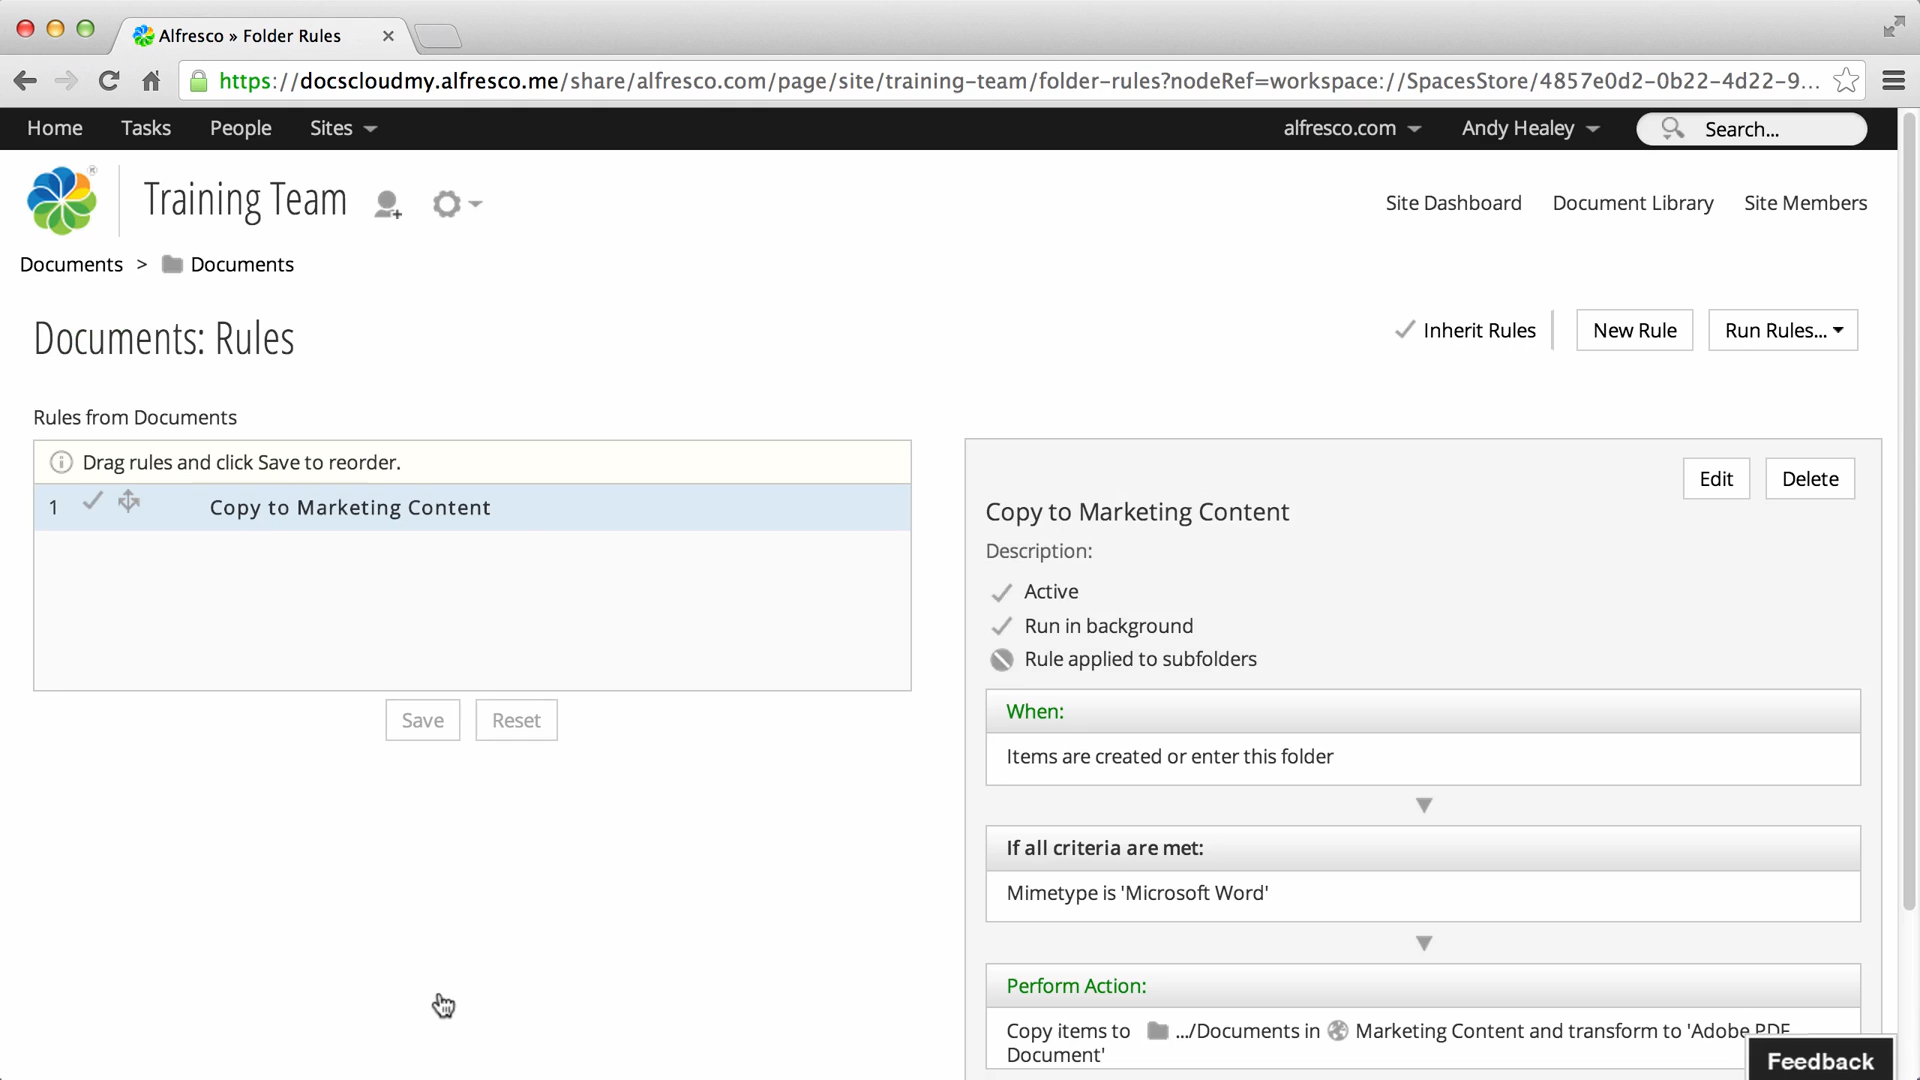 Alfresco » Folder Rules
https://docscloudmy.alfresco.me/share/alfresco.com/page/site/training-team/folder-rules?nodeRef=workspace://SpacesStore/4857e0d2-0b22-4d22-9...
Home Tasks People Sites alfresco.com Andy Healey Search...
Training Team Site Dashboard Document Library Site Members
Documents > Documents
Documents: Rules Inherit Rules New Rule Run Rules...
Rules from Documents
Drag rules and click Save to reorder.
1 Copy to Marketing Content
Save Reset
Edit Delete
Copy to Marketing Content
Description:
Active
Run in background
Rule applied to subfolders
When:
Items are created or enter this folder
If all criteria are met:
Mimetype is 'Microsoft Word'
Perform Action:
Copy items to .../Documents in Marketing Content and transform to 'Adobe PDF
Document'
Feedback